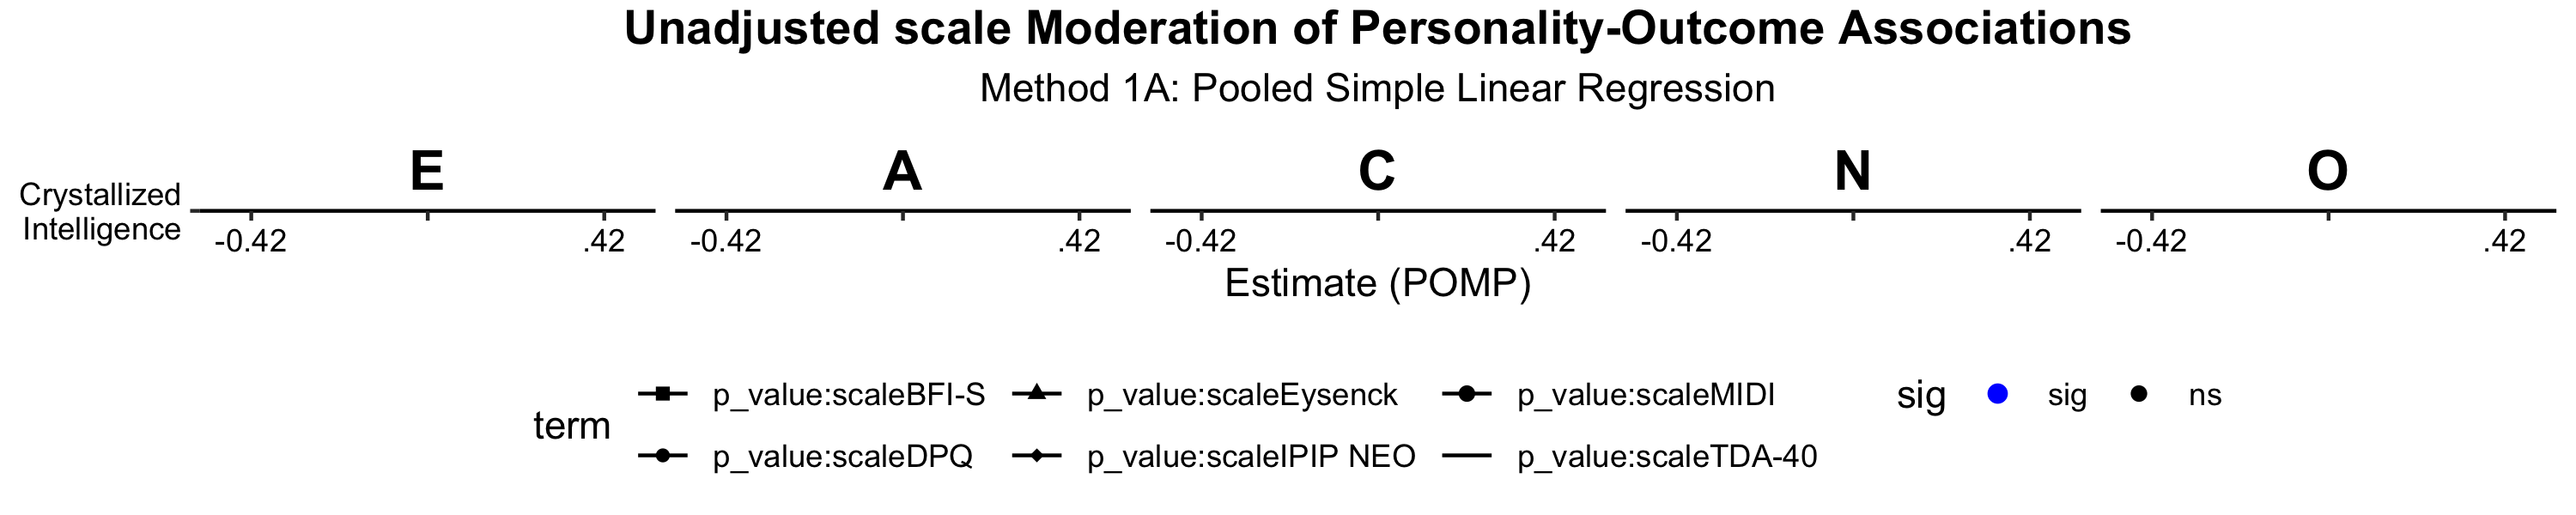 Unadjusted scale Moderation of Personality-Outcome Associations
Method 1A: Pooled Simple Linear Regression
E A C N O
Crystallized
Intelligence
-0.42 .42 -0.42 .42 -0.42 .42 -0.42 .42 -0.42 .42
Estimate (POMP)
term
p_value:scaleBFI-S p_value:scaleEysenck p_value:scaleMIDI
p_value:scaleDPQ p_value:scaleIPIP NEO p_value:scaleTDA-40
sig sig ns